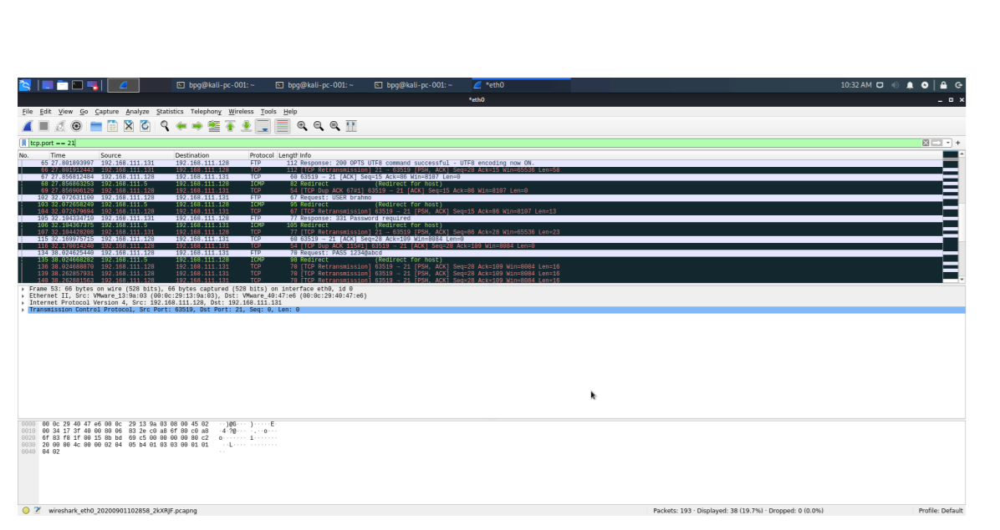 bpg@kali-pc-001: ~ bpg@kali-pc-001: ~ bpg@kali-pc-001: ~ *eth0 10:32 AM
*eth0
File Edit View Go Capture Analyze Statistics Telephony Wireless Tools Help
tcp.port == 21
No. Time Source Destination Protocol Length Info
65 27.801893997 192.168.111.131 192.168.111.128 FTP 112 Response: 200 OPTS UTF8 command successful - UTF8 encoding now ON.
66 27.801912443 192.168.111.131 192.168.111.128 TCP 112 [TCP Retransmission] 21 → 63519 [PSH, ACK] Seq=28 Ack=15 Win=65536 Len=58
67 27.856812484 192.168.111.128 192.168.111.131 TCP 60 63519 → 21 [ACK] Seq=15 Ack=86 Win=8107 Len=0
68 27.856863253 192.168.111.5 192.168.111.128 ICMP 82 Redirect (Redirect for host)
69 27.856906129 192.168.111.128 192.168.111.131 TCP 54 [TCP Dup ACK 67#1] 63519 → 21 [ACK] Seq=15 Ack=86 Win=8107 Len=0
102 32.072631100 192.168.111.128 192.168.111.131 FTP 67 Request: USER brahmo
103 32.072658249 192.168.111.5 192.168.111.128 ICMP 95 Redirect (Redirect for host)
104 32.072679694 192.168.111.128 192.168.111.131 TCP 67 [TCP Retransmission] 63519 → 21 [PSH, ACK] Seq=15 Ack=86 Win=8107 Len=13
105 32.104334710 192.168.111.131 192.168.111.128 FTP 77 Response: 331 Password required
106 32.104367375 192.168.111.5 192.168.111.131 ICMP 105 Redirect (Redirect for host)
107 32.104428208 192.168.111.131 192.168.111.128 TCP 77 [TCP Retransmission] 21 → 63519 [PSH, ACK] Seq=86 Ack=28 Win=65536 Len=23
115 32.169975715 192.168.111.128 192.168.111.131 TCP 60 63519 → 21 [ACK] Seq=28 Ack=109 Win=8084 Len=0
116 32.178014240 192.168.111.128 192.168.111.131 TCP 54 [TCP Dup ACK 115#1] 63519 → 21 [ACK] Seq=28 Ack=109 Win=8084 Len=0
134 38.024625440 192.168.111.128 192.168.111.131 FTP 70 Request: PASS 1234@abcd
135 38.024668282 192.168.111.5 192.168.111.128 ICMP 98 Redirect (Redirect for host)
136 38.024688870 192.168.111.128 192.168.111.131 TCP 70 [TCP Retransmission] 63519 → 21 [PSH, ACK] Seq=28 Ack=109 Win=8084 Len=16
139 38.262857931 192.168.111.128 192.168.111.131 TCP 70 [TCP Retransmission] 63519 → 21 [PSH, ACK] Seq=28 Ack=109 Win=8084 Len=16
140 38.262881563 192.168.111.128 192.168.111.131 TCP 70 [TCP Retransmission] 63519 → 21 [PSH, ACK] Seq=28 Ack=109 Win=8084 Len=16
Frame 53: 66 bytes on wire (528 bits), 66 bytes captured (528 bits) on interface eth0, id 0
Ethernet II, Src: VMware_13:9a:03 (00:0c:29:13:9a:03), Dst: VMware_40:47:e6 (00:0c:29:40:47:e6)
Internet Protocol Version 4, Src: 192.168.111.128, Dst: 192.168.111.131
Transmission Control Protocol, Src Port: 63519, Dst Port: 21, Seq: 0, Len: 0
0000 00 0c 29 40 47 e6 00 0c 29 13 9a 03 08 00 45 02 ··)@G··· )·····E·
0010 00 34 17 3f 40 00 80 06 83 2e c0 a8 6f 80 c0 a8 ·4·?@··· ·.··o···
0020 6f 83 f8 1f 00 15 8b bd 69 c5 00 00 00 00 80 c2 o······· i·······
0030 20 00 00 4c 00 00 02 04 05 b4 01 03 03 00 01 01 ··L···· ········
0040 04 02 ··
wireshark_eth0_20200901102858_2kXRJF.pcapng Packets: 193 · Displayed: 38 (19.7%) · Dropped: 0 (0.0%) Profile: Default